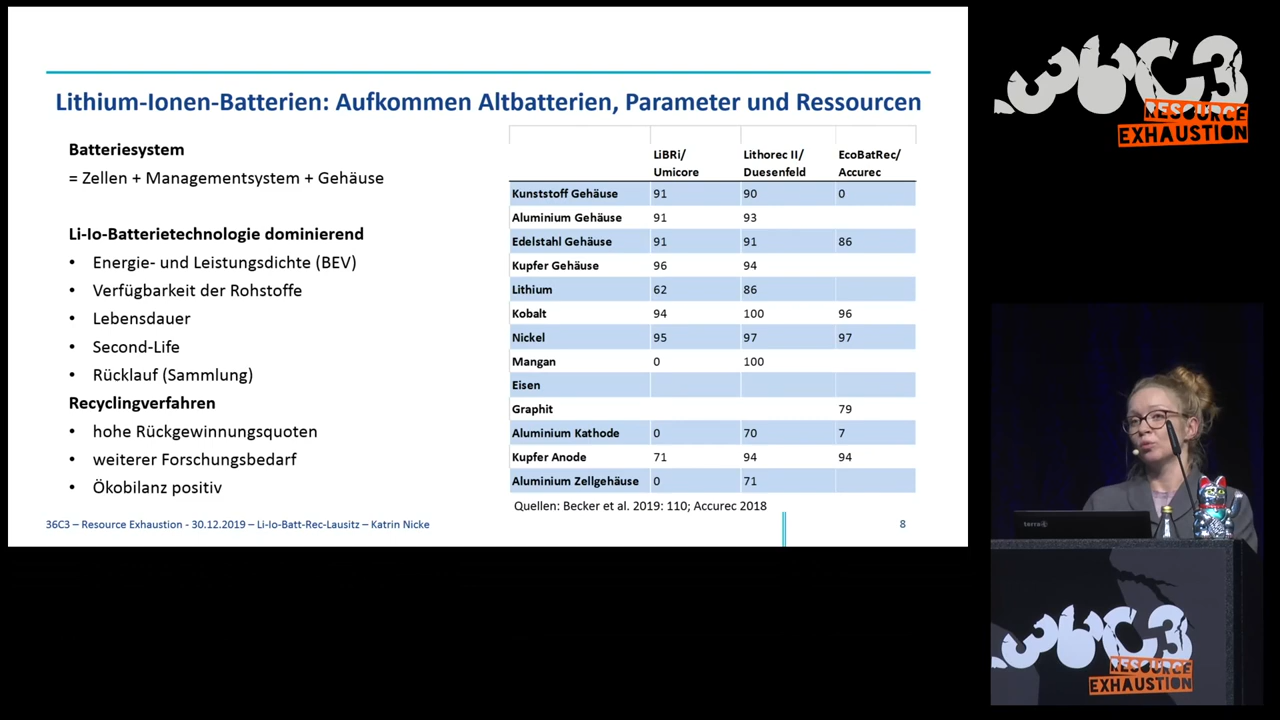 Lithium-Ionen-Batterien: Aufkommen Altbatterien, Parameter und Ressourcen
Batteriesystem
= Zellen + Managementsystem + Gehäuse
Li-Io-Batterietechnologie dominierend
• Energie- und Leistungsdichte (BEV)
• Verfügbarkeit der Rohstoffe
• Lebensdauer
• Second-Life
• Rücklauf (Sammlung)
Recyclingverfahren
• hohe Rückgewinnungsquoten
• weiterer Forschungsbedarf
• Ökobilanz positiv
LiBRi/ Lithorec II/ EcoBatRec/
Umicore Duesenfeld Accurec
Kunststoff Gehäuse 91 90 0
Aluminium Gehäuse 91 93
Edelstahl Gehäuse 91 91 86
Kupfer Gehäuse 96 94
Lithium 62 86
Kobalt 94 100 96
Nickel 95 97 97
Mangan 0 100
Eisen
Graphit 79
Aluminium Kathode 0 70 7
Kupfer Anode 71 94 94
Aluminium Zellgehäuse 0 71
Quellen: Becker et al. 2019: 110; Accurec 2018
36C3 – Resource Exhaustion - 30.12.2019 – Li-Io-Batt-Rec-Lausitz – Katrin Nicke
8
36C3
RESOURCE
EXHAUSTION
terra
36C3
RESOURCE
EXHAUSTION